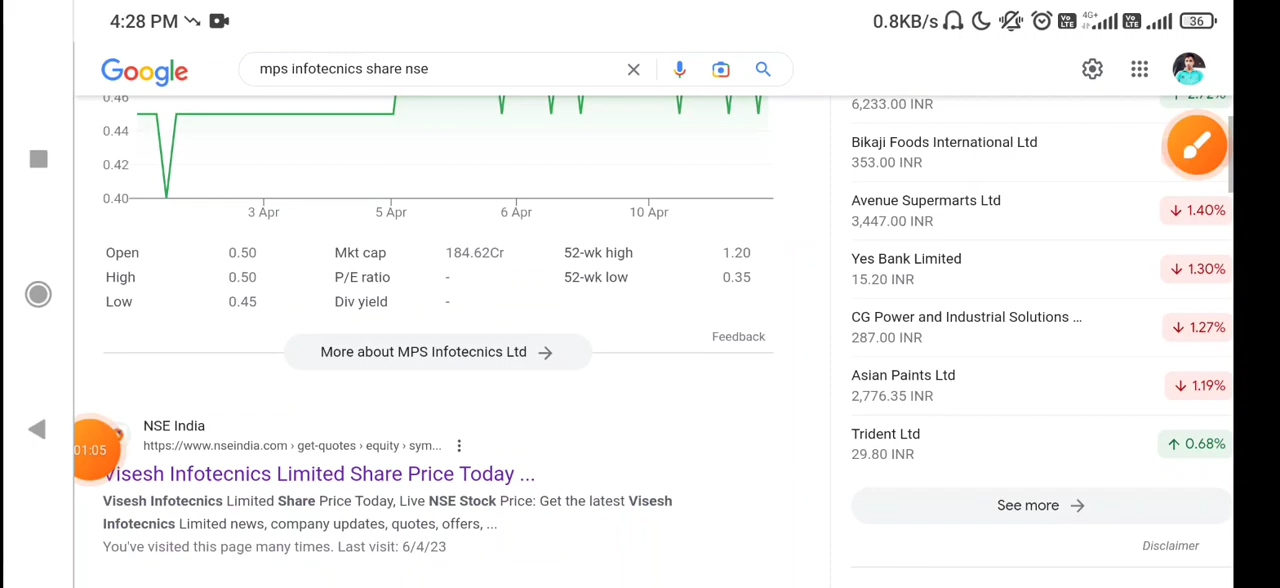 4:28 PM
0.8KB/s
Vo LTE
4G+
Vo LTE
36
Google
mps infotecnics share nse
0.46
0.44
0.42
0.40
3 Apr
5 Apr
6 Apr
10 Apr
Open 0.50 Mkt cap 184.62Cr 52-wk high 1.20
High 0.50 P/E ratio - 52-wk low 0.35
Low 0.45 Div yield -
Feedback
More about MPS Infotecnics Ltd
NSE India
https://www.nseindia.com › get-quotes › equity › sym...
01:05
Visesh Infotecnics Limited Share Price Today ...
Visesh Infotecnics Limited Share Price Today, Live NSE Stock Price: Get the latest Visesh
Infotecnics Limited news, company updates, quotes, offers, ...
You've visited this page many times. Last visit: 6/4/23
6,233.00 INR
2.72%
Bikaji Foods International Ltd
353.00 INR
Avenue Supermarts Ltd
3,447.00 INR
1.40%
Yes Bank Limited
15.20 INR
1.30%
CG Power and Industrial Solutions ...
287.00 INR
1.27%
Asian Paints Ltd
2,776.35 INR
1.19%
Trident Ltd
29.80 INR
0.68%
See more
Disclaimer